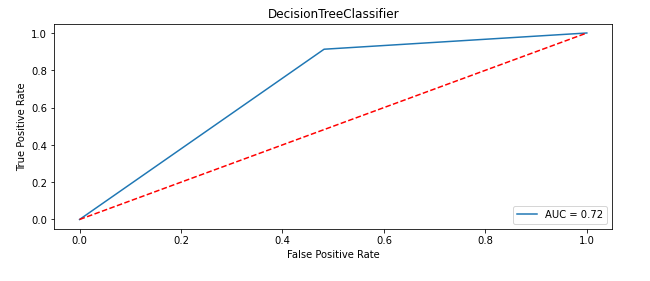 DecisionTreeClassifier
1.0
0.8
0.6
0.4
0.2
0.0
True Positive Rate
AUC = 0.72
0.0 0.2 0.4 0.6 0.8 1.0
False Positive Rate